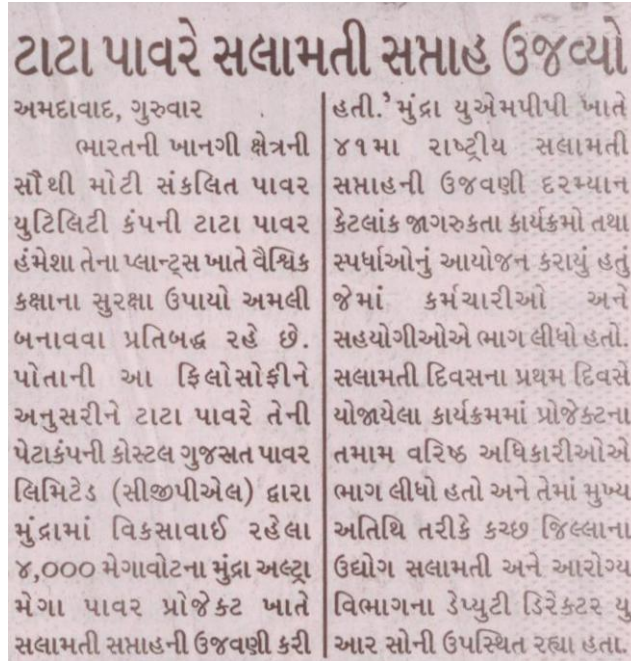 ટાટા પાવરે સલામતી સપ્તાહ ઉજવ્યો
અમદાવાદ, ગુરુવાર
ભારતની ખાનગી ક્ષેત્રની
સૌથી મોટી સંકલિત પાવર
યુટિલિટી કંપની ટાટા પાવર
હંમેશા તેના પ્લાન્ટ્સ ખાતે વૈશ્વિક
કક્ષાના સુરક્ષા ઉપાયો અમલી
બનાવવા પ્રતિબદ્ધ રહે છે.
પોતાની આ ફિલોસોફીને
અનુસરીને ટાટા પાવરે તેની
પેટાકંપની કોસ્ટલ ગુજરાત પાવર
લિમિટેડ (સીજીપીએલ) દ્વારા
મુંદ્રામાં વિકસાવાઈ રહેલા
૪,૦૦૦ મેગાવોટના મુંદ્રા અલ્ટ્રા
મેગા પાવર પ્રોજેક્ટ ખાતે
સલામતી સપ્તાહની ઉજવણી કરી
હતી.'મુંદ્રા યુએમપીપી ખાતે
૪૧મા રાષ્ટ્રીય સલામતી
સપ્તાહની ઉજવણી દરમ્યાન
કેટલાંક જાગરુકતા કાર્યક્રમો તથા
સ્પર્ધાઓનું આયોજન કરાયું હતું
જેમાં કર્મચારીઓ અને
સહયોગીઓએ ભાગ લીધો હતો.
સલામતી દિવસના પ્રથમ દિવસે
યોજાયેલા કાર્યક્રમમાં પ્રોજેક્ટના
તમામ વરિષ્ઠ અધિકારીઓએ
ભાગ લીધો હતો અને તેમાં મુખ્ય
અતિથિ તરીકે કચ્છ જિલ્લાના
ઉદ્યોગ સલામતી અને આરોગ્ય
વિભાગના ડેપ્યુટી ડિરેક્ટર યુ
આર સોની ઉપસ્થિત રહ્યા હતા.